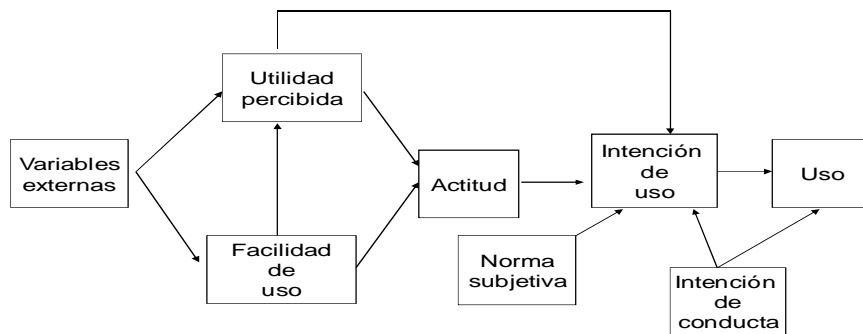 Utilidad
percibida
Variables
externas
Facilidad
de
uso
Actitud
Intención
de
uso
Uso
Norma
subjetiva
Intención
de
conducta